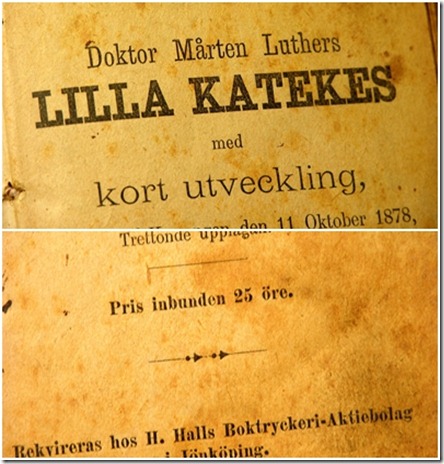 Doktor Mårten Luthers
LILLA KATEKES
med
kort utveckling,
den 11 Oktober 1878,
Trettonde upplagan.
Pris inbunden 25 öre.
Rekvireras hos H. Halls Boktryckeri-Aktiebolag
i Jönköping.